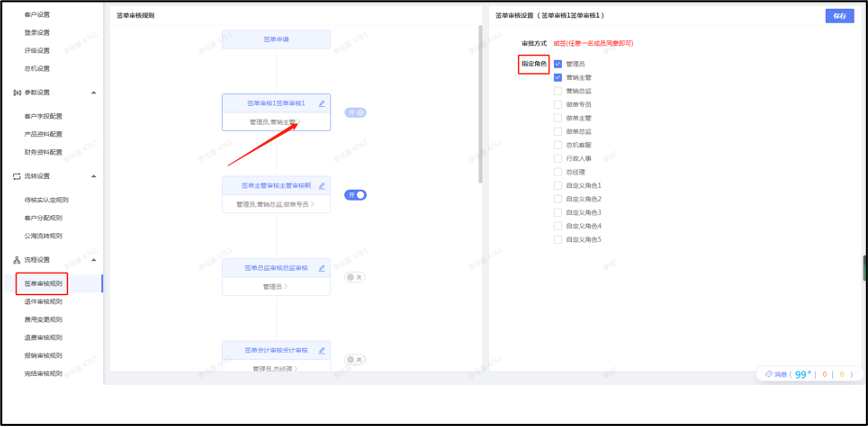 客户设置
登录设置
评级设置
总机设置
参数设置
客户字段配置
产品资料配置
财务资料配置
流转设置
待核实认定规则
客户分配规则
公海流转规则
流程设置
签单审核规则
退件审核规则
费用变更规则
退费审核规则
报销审核规则
完结审核规则
签单审核规则
签单申请
签单审核1签单审核1
管理员,营销主管 >
开
签单主管审核主管审核啊
管理员,营销总监,做单专员 >
开
签单总监审核总监审核
管理员 >
关
签单会计审核会计审核
管理员,总经理 >
关
签单审核设置 ( 签单审核1签单审核1 )
保存
审批方式 或签(任意一名成员同意即可)
指定角色
管理员
营销主管
营销总监
做单专员
做单主管
做单总监
总机客服
行政人事
总经理
自定义角色1
自定义角色2
自定义角色3
自定义角色4
自定义角色5
消息 ( 99+ | 0 | 0 )